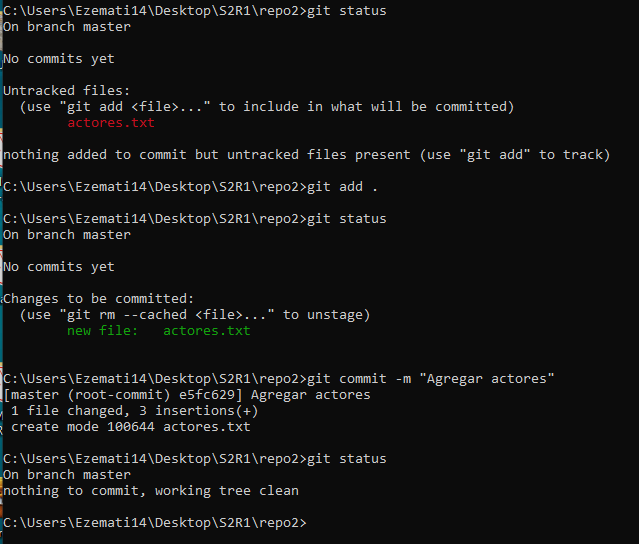 C:\Users\Ezemati14\Desktop\S2R1\repo2>git status
On branch master
No commits yet
Untracked files:
(use "git add <file>..." to include in what will be committed)
actores.txt
nothing added to commit but untracked files present (use "git add" to track)
C:\Users\Ezemati14\Desktop\S2R1\repo2>git add .
C:\Users\Ezemati14\Desktop\S2R1\repo2>git status
On branch master
No commits yet
Changes to be committed:
(use "git rm --cached <file>..." to unstage)
new file:   actores.txt
C:\Users\Ezemati14\Desktop\S2R1\repo2>git commit -m "Agregar actores"
[master (root-commit) e5fc629] Agregar actores
1 file changed, 3 insertions(+)
create mode 100644 actores.txt
C:\Users\Ezemati14\Desktop\S2R1\repo2>git status
On branch master
nothing to commit, working tree clean
C:\Users\Ezemati14\Desktop\S2R1\repo2>